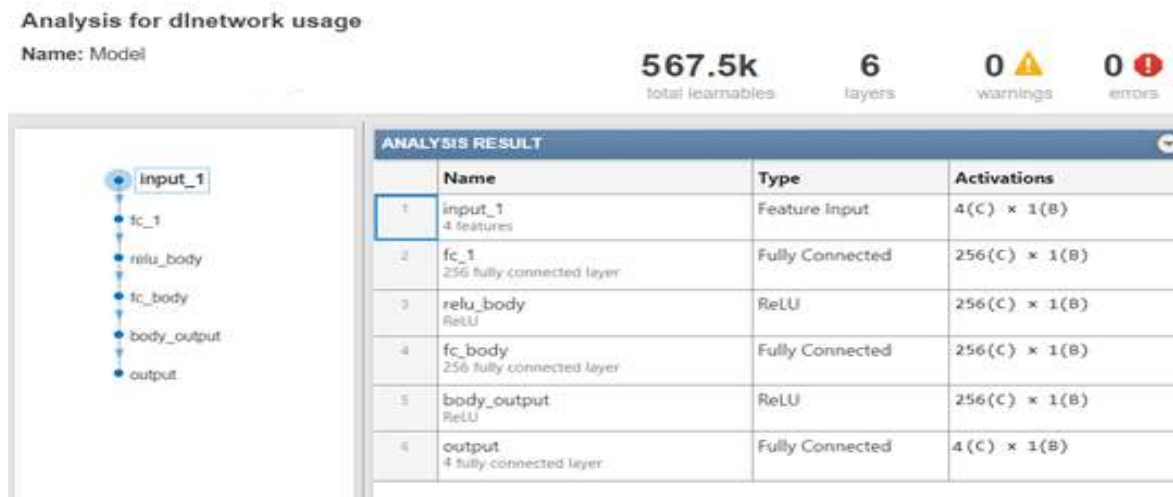 Analysis for dlnetwork usage
Name: Model
567.5k
total learnables
6
layers
0
warnings
0
errors
input_1
fc_1
relu_body
fc_body
body_output
output
ANALYSIS RESULT
Name Type Activations
1 input_1 Feature Input 4(C) × 1(B)
4 features
2 fc_1 Fully Connected 256(C) × 1(B)
256 fully connected layer
3 relu_body ReLU 256(C) × 1(B)
ReLU
4 fc_body Fully Connected 256(C) × 1(B)
256 fully connected layer
5 body_output ReLU 256(C) × 1(B)
ReLU
6 output Fully Connected 4(C) × 1(B)
4 fully connected layer